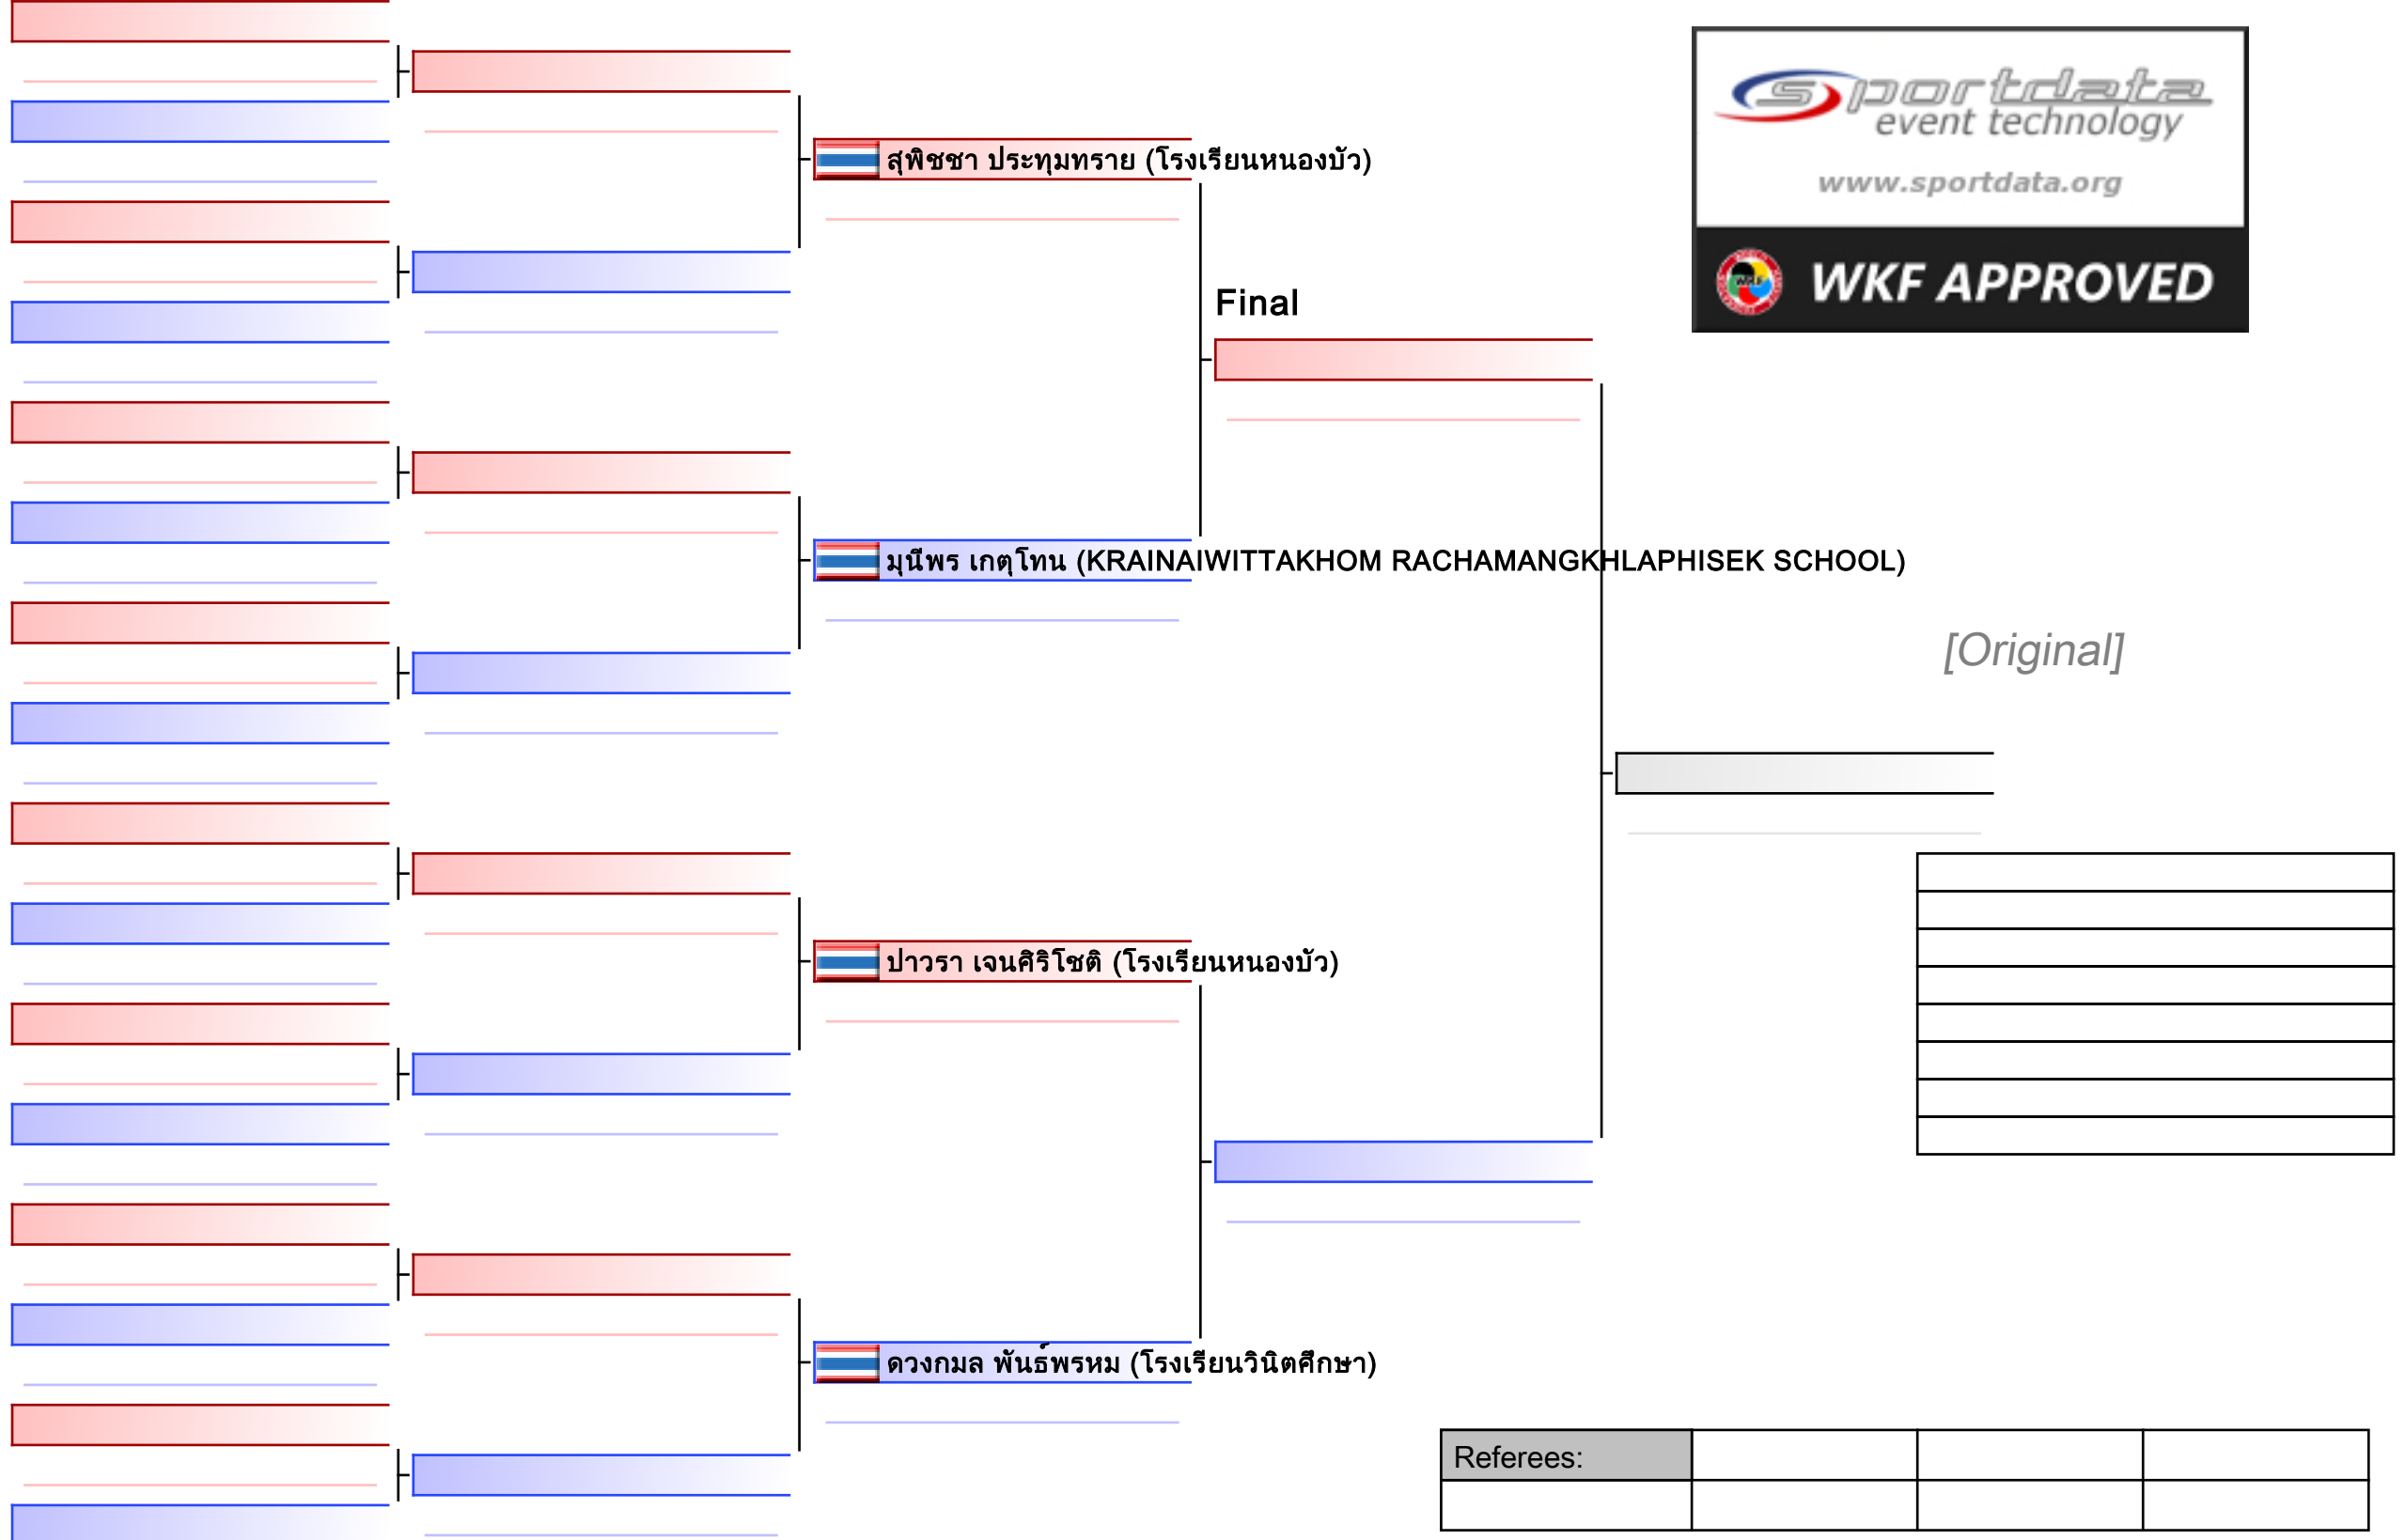 sportdata
event technology
www.sportdata.org
WKF APPROVED
สุพิชชา ประทุมทราย (โรงเรียนหนองบัว)
Final
มุนีพร เกตุโทน (KRAINAIWITTAKHOM RACHAMANGKHLAPHISEK SCHOOL)
[Original]
ปาวรา เจนศิริโชติ (โรงเรียนหนองบัว)
ดวงกมล พันธ์พรหม (โรงเรียนวินิตศึกษา)
Referees: